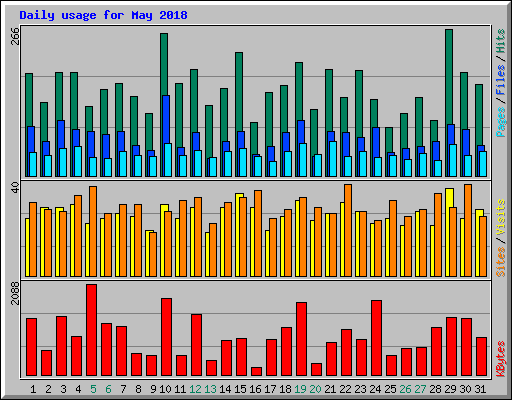 Daily usage for May 2018
266
Pages / Files / Hits
40
Sites / Visits
2088
KBytes
1 2 3 4 5 6 7 8 9 10 11 12 13 14 15 16 17 18 19 20 21 22 23 24 25 26 27 28 29 30 31